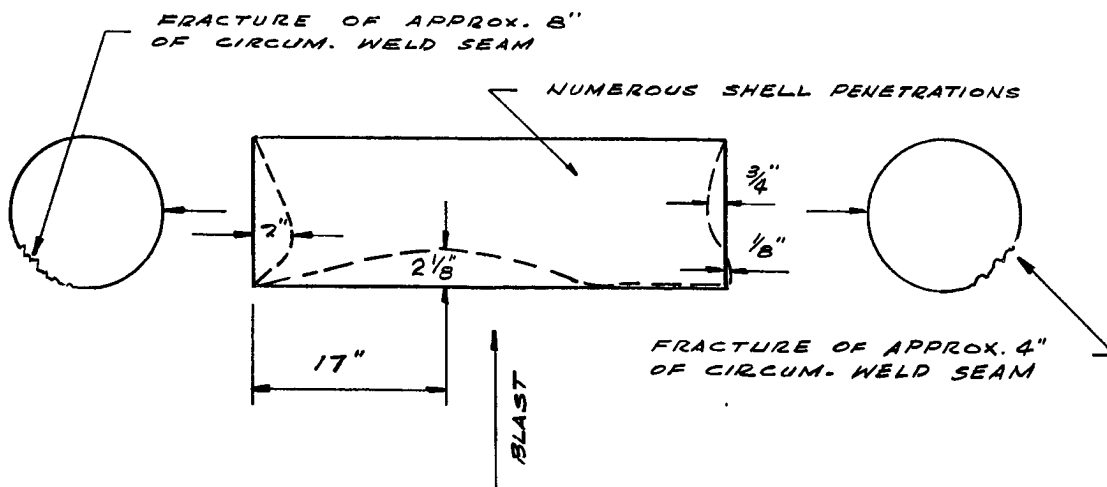 FRACTURE OF APPROX. 8"
OF CIRCUM. WELD SEAM
NUMEROUS SHELL PENETRATIONS
2"
2 1/8"
3/4"
1/8"
17"
BLAST
FRACTURE OF APPROX. 4"
OF CIRCUM. WELD SEAM